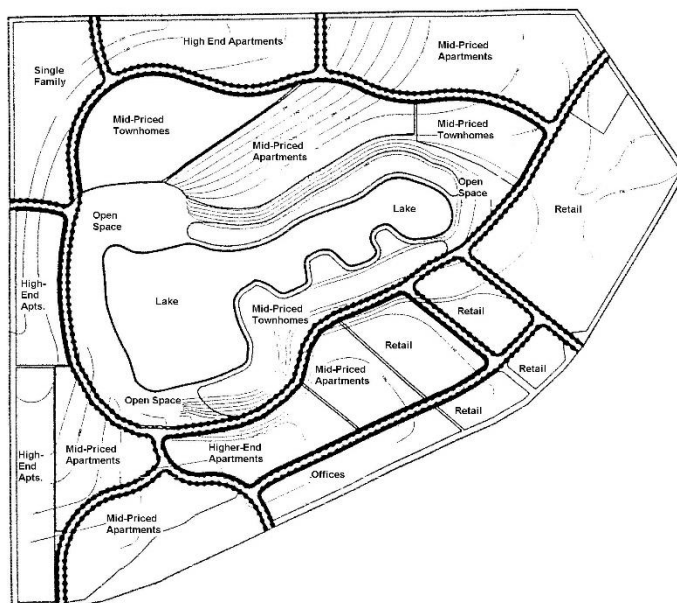 High End Apartments
Mid-Priced
Apartments
Single
Family
Mid-Priced
Townhomes
Mid-Priced
Apartments
Mid-Priced
Townhomes
Open
Space
Open
Space
Lake
Retail
High-
End
Apts.
Lake
Mid-Priced
Townhomes
Retail
Retail
Mid-Priced
Apartments
Retail
Open Space
Retail
High-
End
Apts.
Mid-Priced
Apartments
Higher-End
Apartments
Offices
Mid-Priced
Apartments